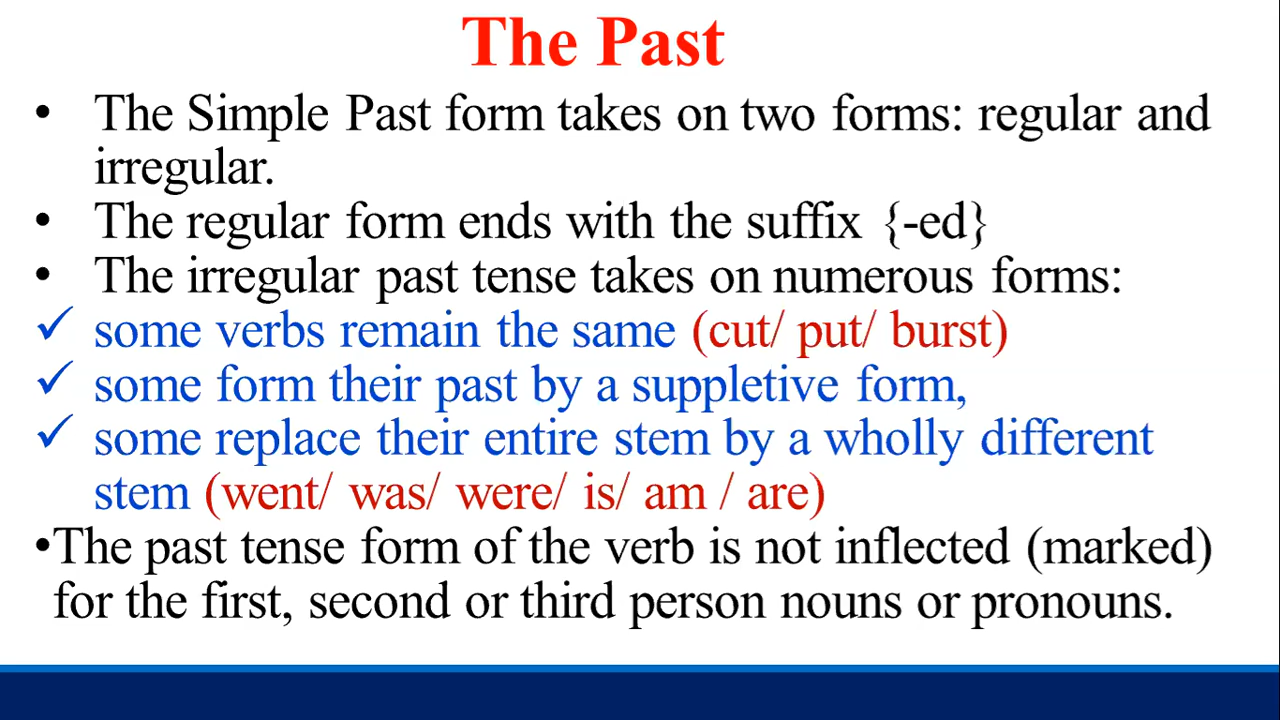 The Past
• The Simple Past form takes on two forms: regular and
irregular.
• The regular form ends with the suffix {-ed}
• The irregular past tense takes on numerous forms:
✓ some verbs remain the same (cut/ put/ burst)
✓ some form their past by a suppletive form,
✓ some replace their entire stem by a wholly different
stem (went/ was/ were/ is/ am / are)
•The past tense form of the verb is not inflected (marked)
for the first, second or third person nouns or pronouns.